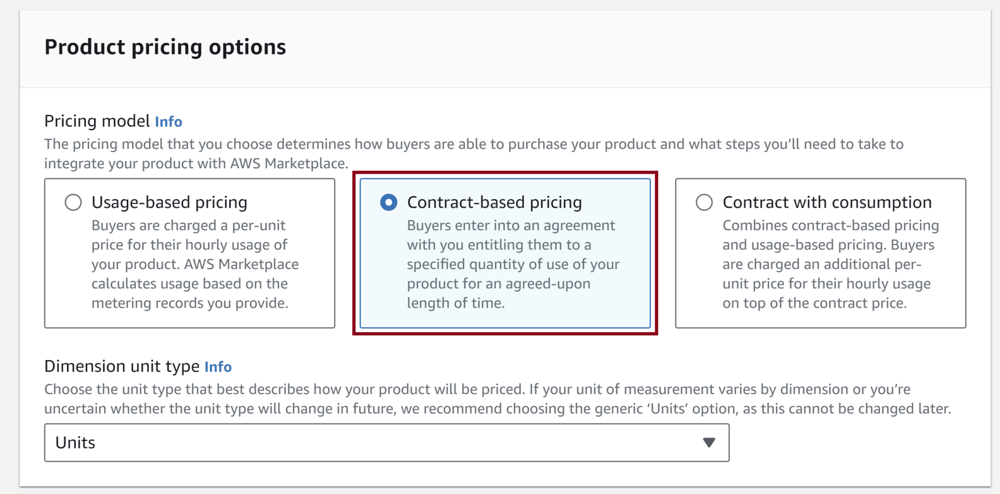 Product pricing options
Pricing model Info
The pricing model that you choose determines how buyers are able to purchase your product and what steps you’ll need to take to
integrate your product with AWS Marketplace.
Usage-based pricing
Buyers are charged a per-unit
price for their hourly usage of
your product. AWS Marketplace
calculates usage based on the
metering records you provide.
Contract-based pricing
Buyers enter into an agreement
with you entitling them to a
specified quantity of use of your
product for an agreed-upon
length of time.
Contract with consumption
Combines contract-based pricing
and usage-based pricing. Buyers
are charged an additional per-
unit price for their hourly usage
on top of the contract price.
Dimension unit type Info
Choose the unit type that best describes how your product will be priced. If your unit of measurement varies by dimension or you’re
uncertain whether the unit type will change in future, we recommend choosing the generic ‘Units’ option, as this cannot be changed later.
Units